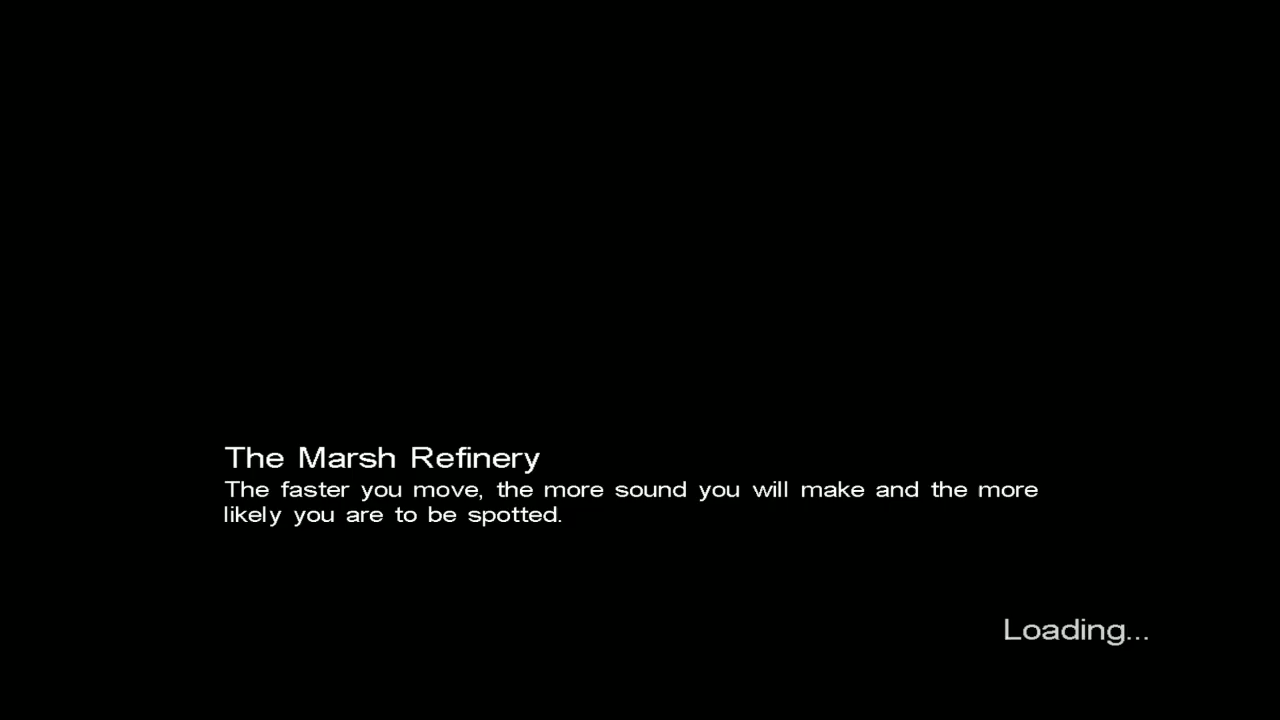 The Marsh Refinery
The faster you move, the more sound you will make and the more
likely you are to be spotted.
Loading...